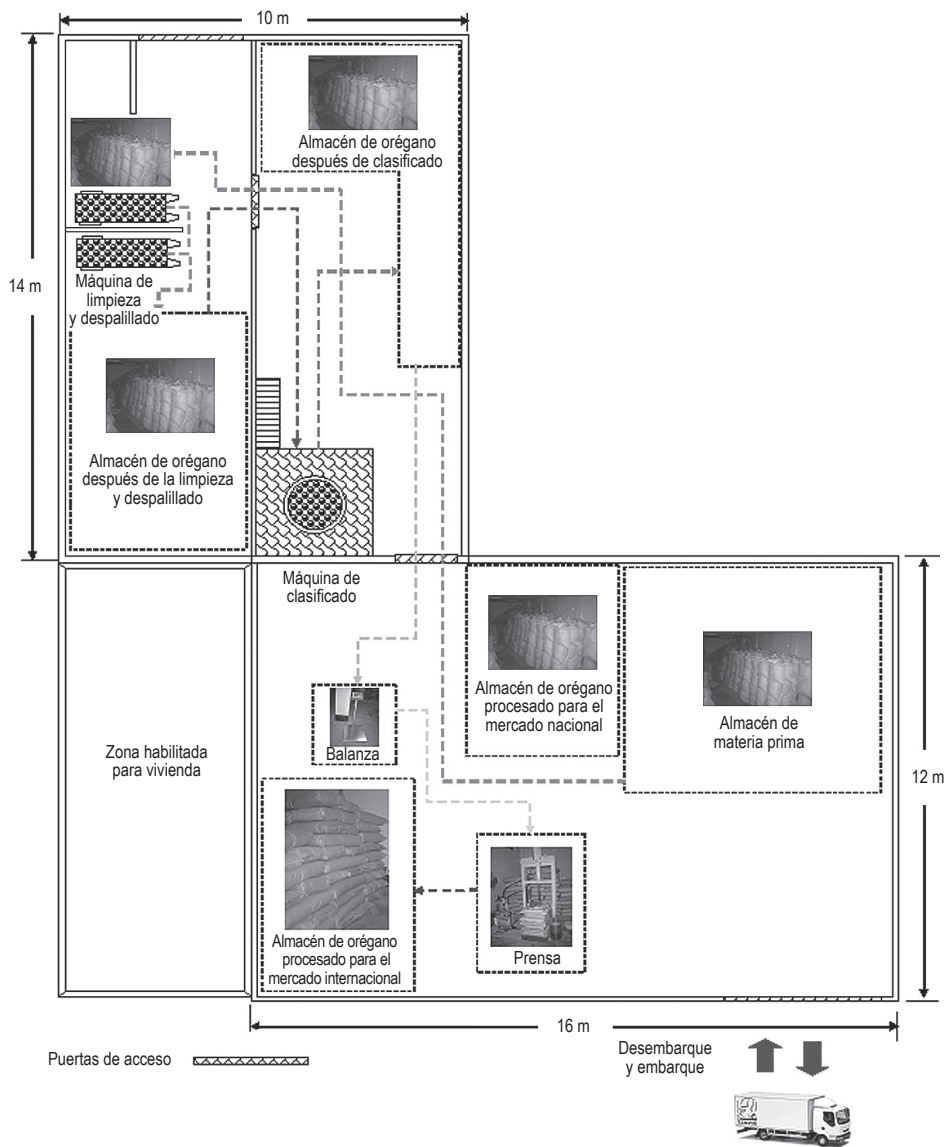 10 m
Almacén de orégano
después de clasificado
14 m
Máquina de
limpieza
y despalillado
Almacén de orégano
después de la limpieza
y despalillado
Máquina de
clasificado
Almacén de orégano
procesado para el
mercado nacional
Almacén de
materia prima
Zona habilitada
para vivienda
Balanza
12 m
Almacén de orégano
procesado para el
mercado internacional
Prensa
16 m
Puertas de acceso
Desembarque
y embarque